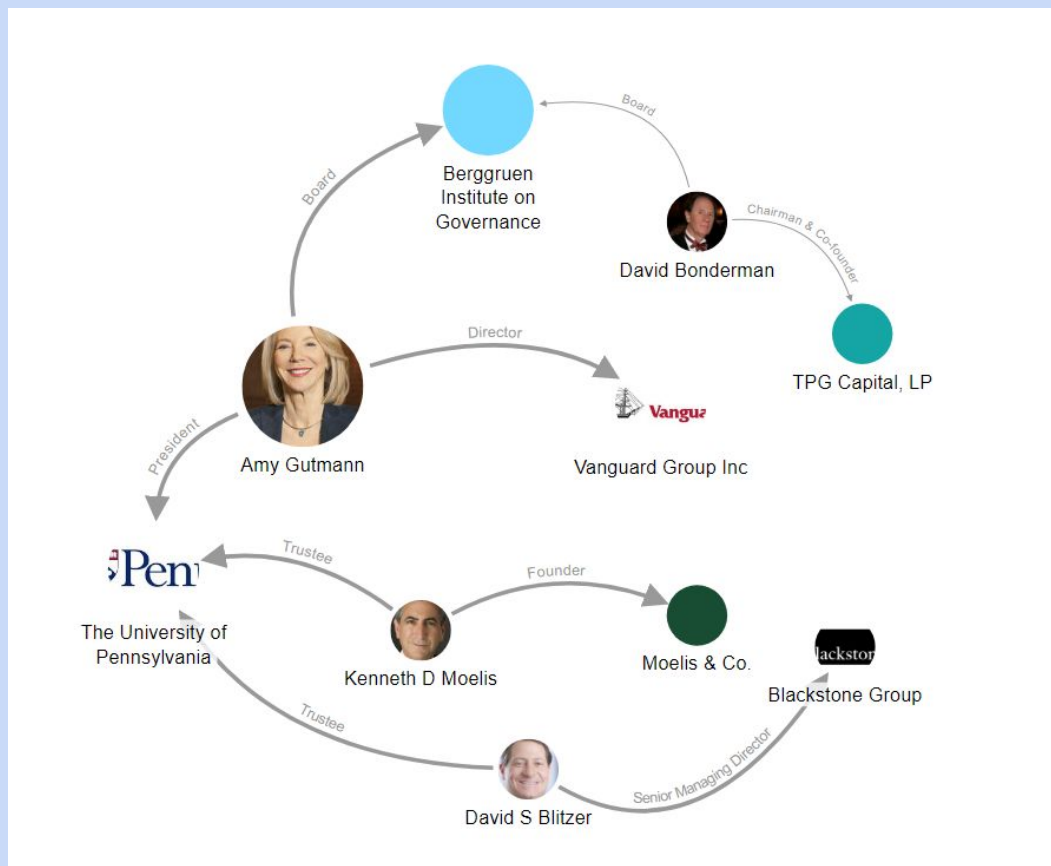 Board
Berggruen
Institute on
Governance
Board
David Bonderman
Chairman & Co-founder
TPG Capital, LP
Director
Vangua
Vanguard Group Inc
Amy Gutmann
President
Penn
The University of
Pennsylvania
Trustee
Kenneth D Moelis
Founder
Moelis & Co.
lackston
Blackstone Group
Trustee
David S Blitzer
Senior Managing Director